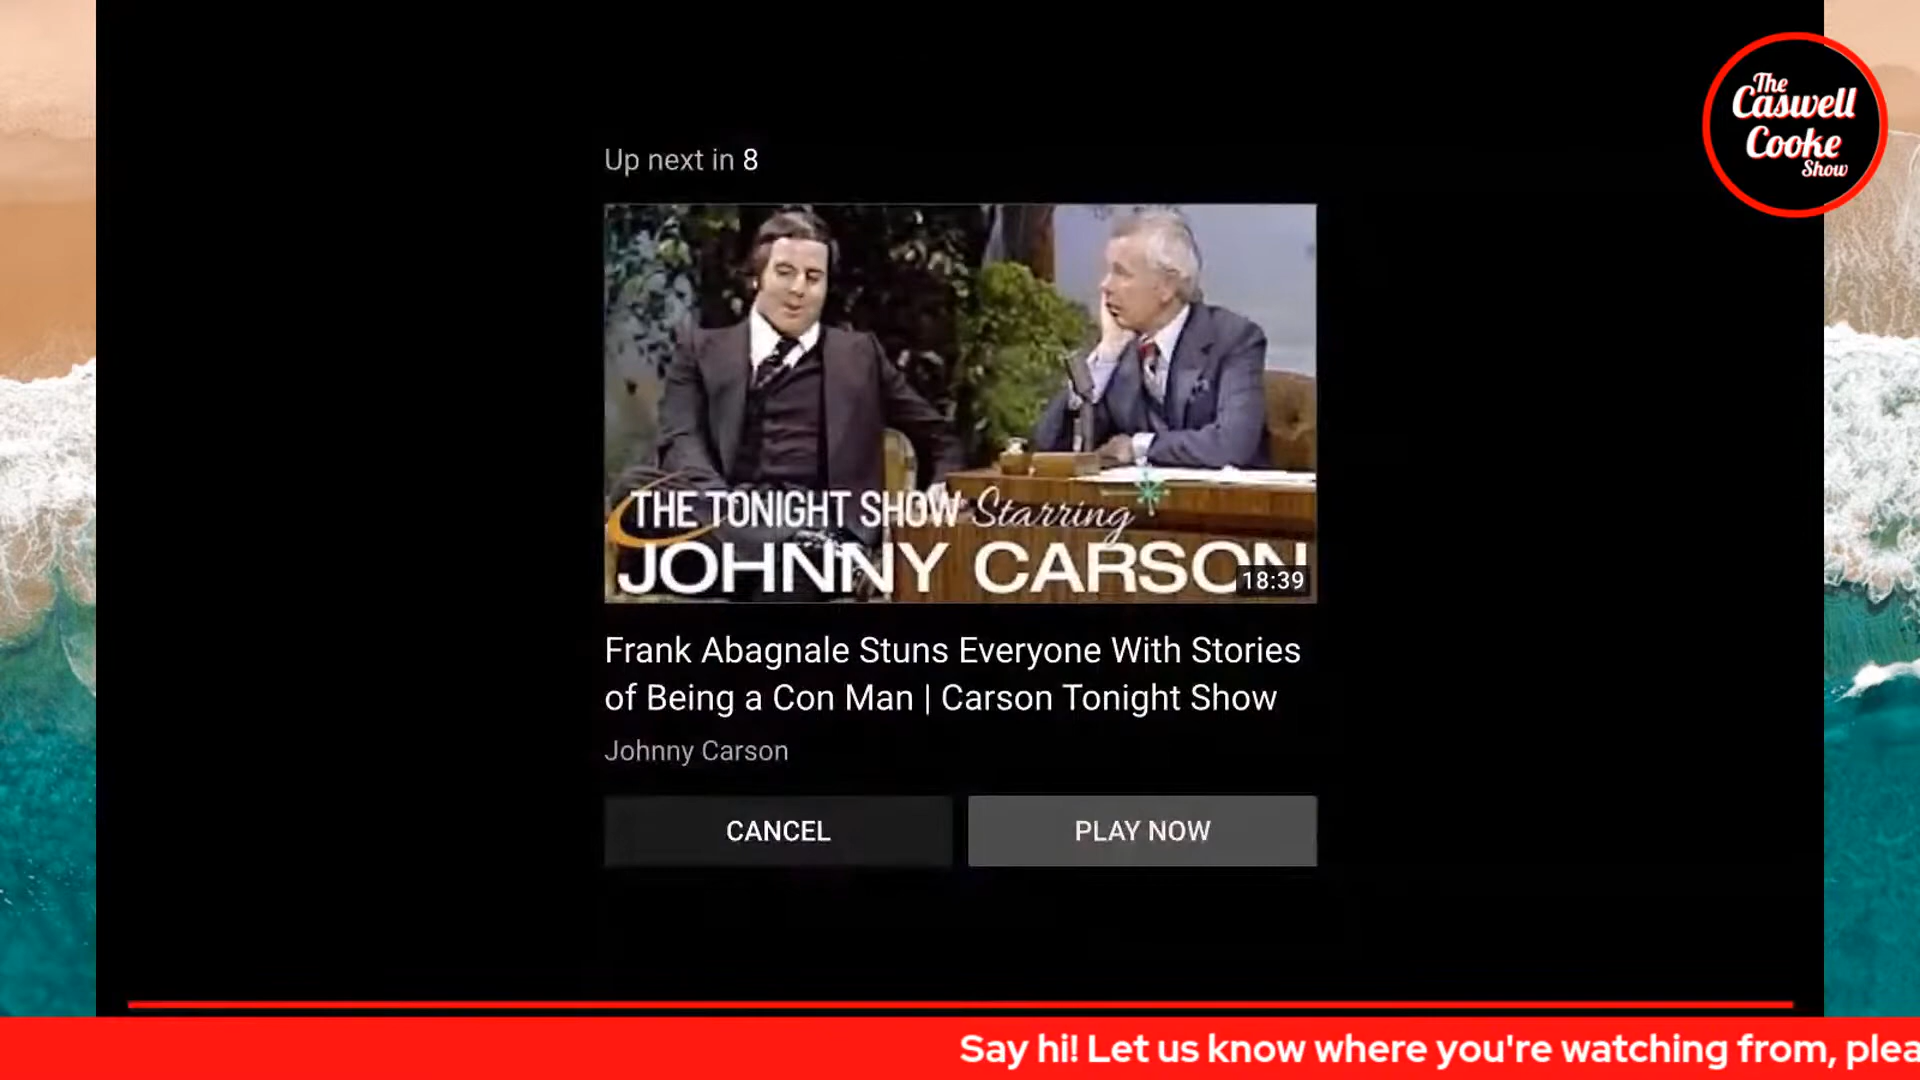 The
Caswell
Cooke
Show
Up next in 8
THE TONIGHT SHOW Starring
JOHNNY CARSON
18:39
Frank Abagnale Stuns Everyone With Stories
of Being a Con Man | Carson Tonight Show
Johnny Carson
CANCEL
PLAY NOW
Say hi! Let us know where you're watching from, plea